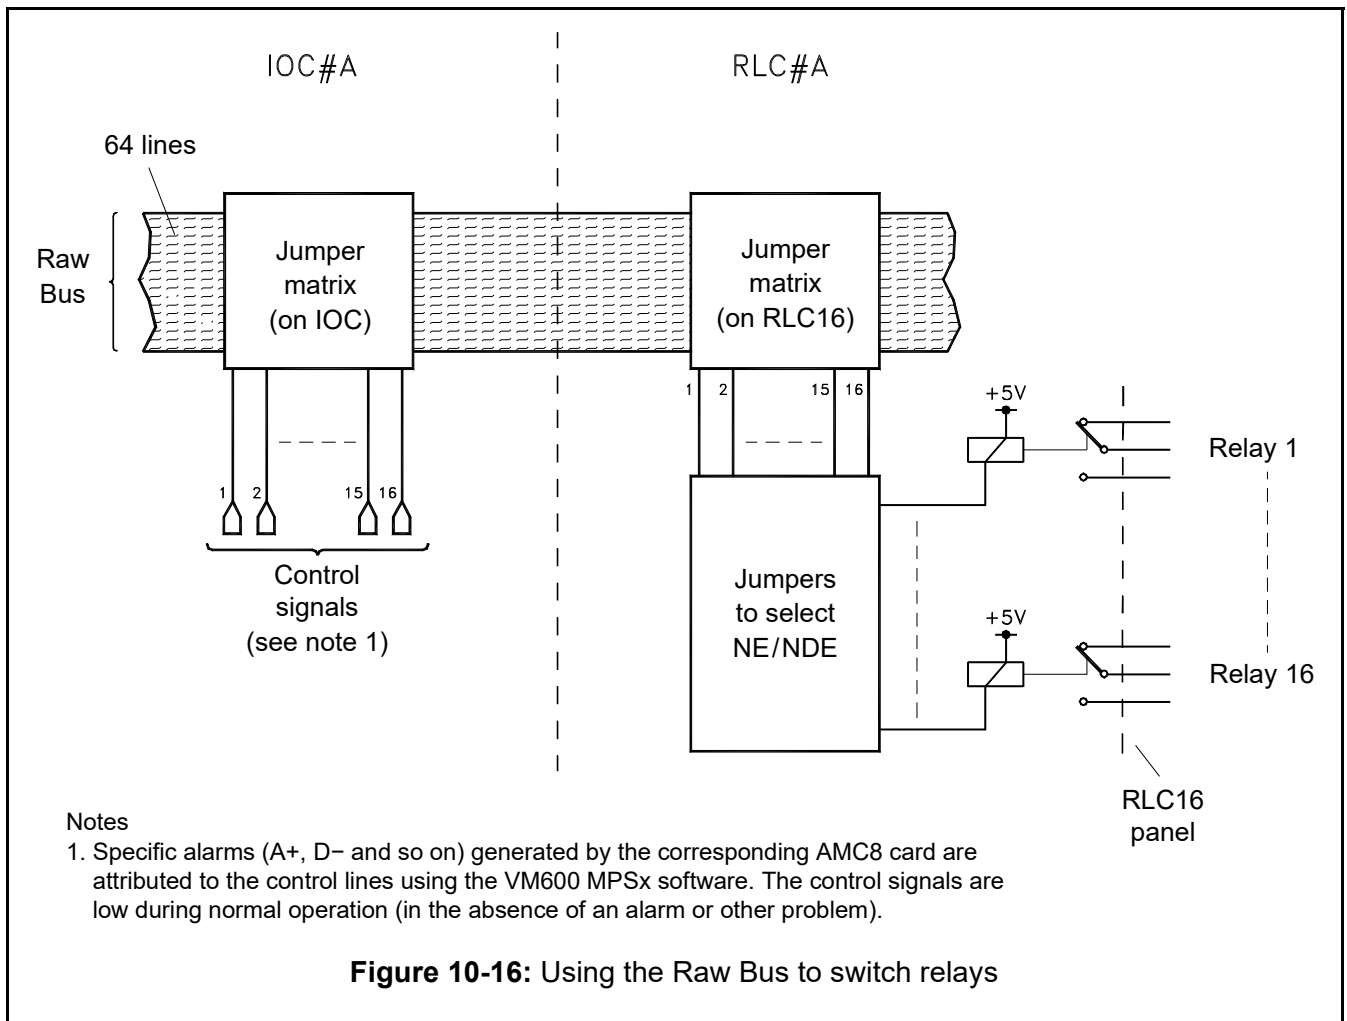 IOC#A
RLC#A
64 lines
Raw
Bus
Jumper
matrix
(on IOC)
Jumper
matrix
(on RLC16)
1
2
15
16
1
2
15
16
Control
signals
(see note 1)
Jumpers
to select
NE/NDE
+5V
Relay 1
+5V
Relay 16
RLC16
panel
Notes
1. Specific alarms (A+, D− and so on) generated by the corresponding AMC8 card are
attributed to the control lines using the VM600 MPSx software. The control signals are
low during normal operation (in the absence of an alarm or other problem).
Figure 10-16: Using the Raw Bus to switch relays